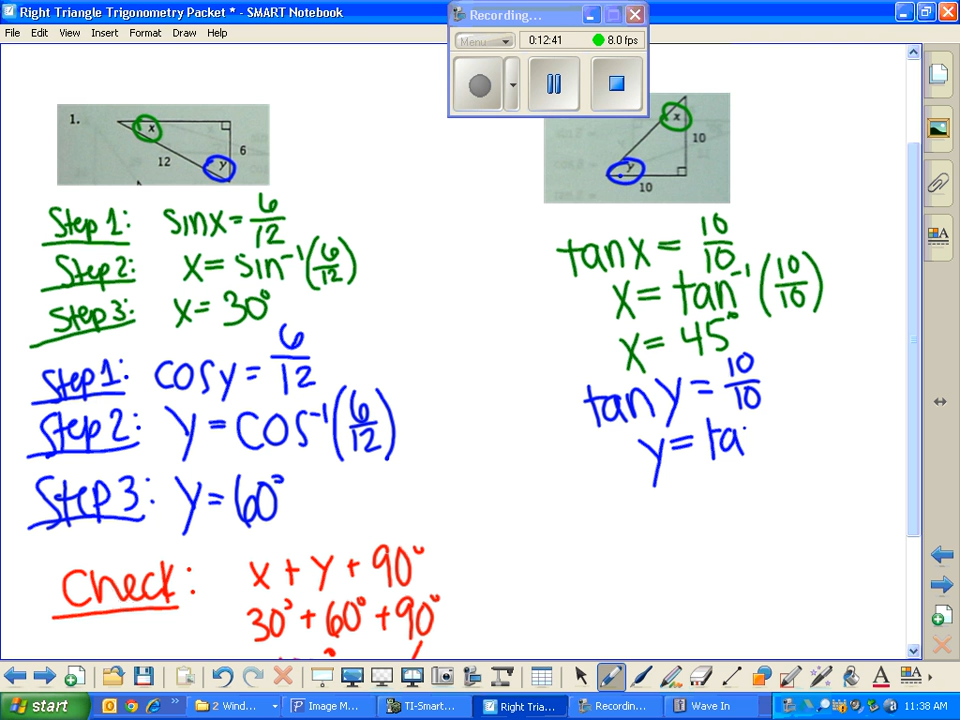 Right Triangle Trigonometry Packet * - SMART Notebook
File Edit View Insert Format Draw Help
Recording...
Menu 0:12:41 8.0 fps
1.
x
6
12
y
Step 1: sin x = 6/12
Step 2: x = sin⁻¹(6/12)
Step 3: x = 30°
Step 1: cos y = 6/12
Step 2: y = cos⁻¹(6/12)
Step 3: y = 60°
Check: x + y + 90°
30° + 60° + 90°
x
10
y
10
tan x = 10/10
x = tan⁻¹(10/10)
x = 45°
tan y = 10/10
y = ta
start
2 Wind...
Image M...
TI-Smart...
Right Tria...
Recordin...
Wave In
11:38 AM